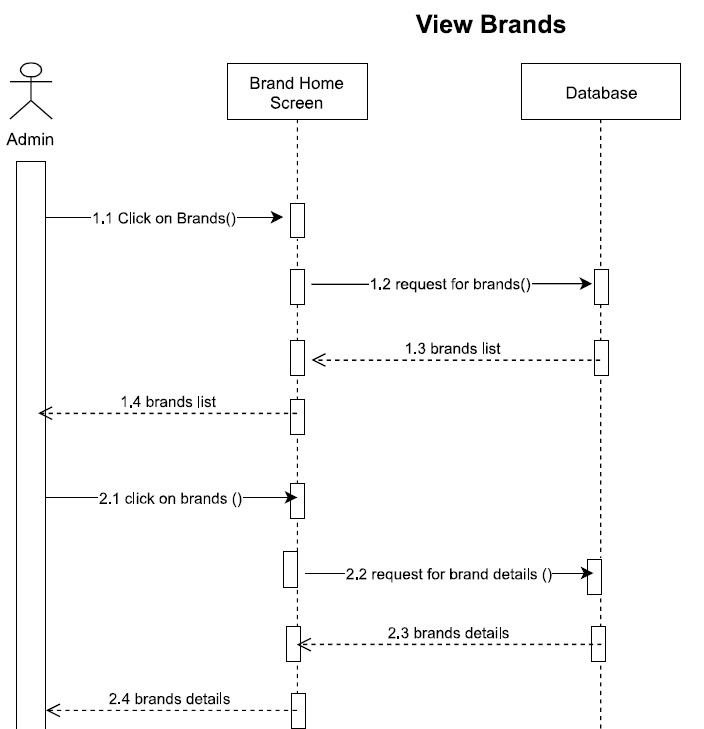 View Brands
Brand Home
Screen
Database
Admin
1.1 Click on Brands()
1.2 request for brands()
1.3 brands list
1.4 brands list
2.1 click on brands ()
2.2 request for brand details ()
2.3 brands details
2.4 brands details